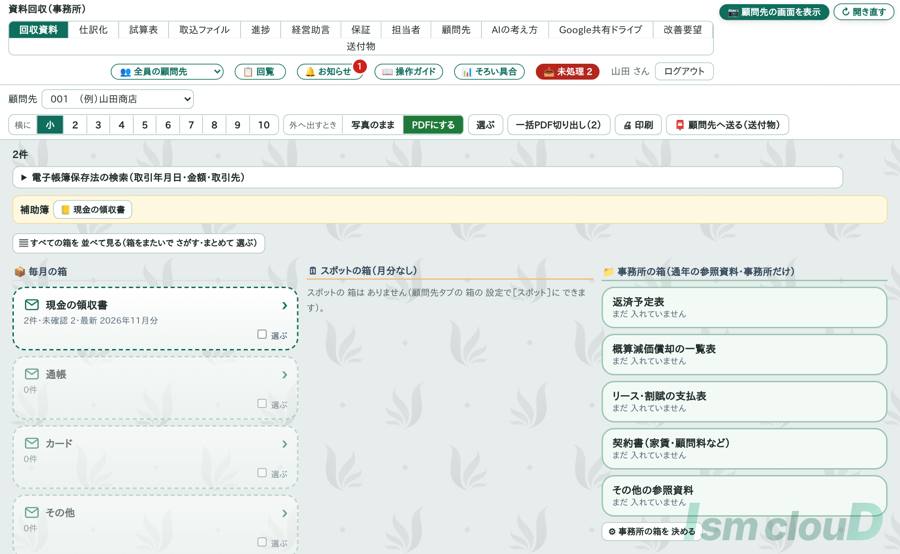 資料回収（事務所）
📷 顧客先の画面を表示
↻ 開き直す
回収資料 仕訳化 試算表 取込ファイル 進捗 経営助言 保証 担当者 顧問先 AIの考え方 Google共有ドライブ 改善要望
送付物
👥 全員の顧問先
📋 回覧
🔔 お知らせ 1
📖 操作ガイド
📊 そろい具合
📥 未処理 2
山田 さん
ログアウト
顧問先 001 （例）山田商店
横に 小 2 3 4 5 6 7 8 9 10
外へ出すとき 写真のまま PDFにする
選ぶ
一括PDF切り出し（2）
🖨 印刷
📮 顧問先へ送る（送付物）
2件
▶ 電子帳簿保存法の検索（取引年月日・金額・取引先）
補助簿 📒 現金の領収書
すべての箱を 並べて見る（箱をまたいで さがす・まとめて 選ぶ）
📦 毎月の箱
現金の領収書
2件・未確認 2・最新 2026年11月分
選ぶ
通帳
0件
選ぶ
カード
0件
選ぶ
その他
0件
選ぶ
🗓 スポットの箱（月分なし）
スポットの 箱は ありません（顧問先タブの 箱の 設定で［スポット］に できま
す）。
📁 事務所の箱（通年の参照資料・事務所だけ）
返済予定表
まだ 入れていません
概算減価償却の一覧表
まだ 入れていません
リース・割賦の支払表
まだ 入れていません
契約書（家賃・顧問料など）
まだ 入れていません
その他の参照資料
まだ 入れていません
⚙ 事務所の箱を 決める
Ism clouD